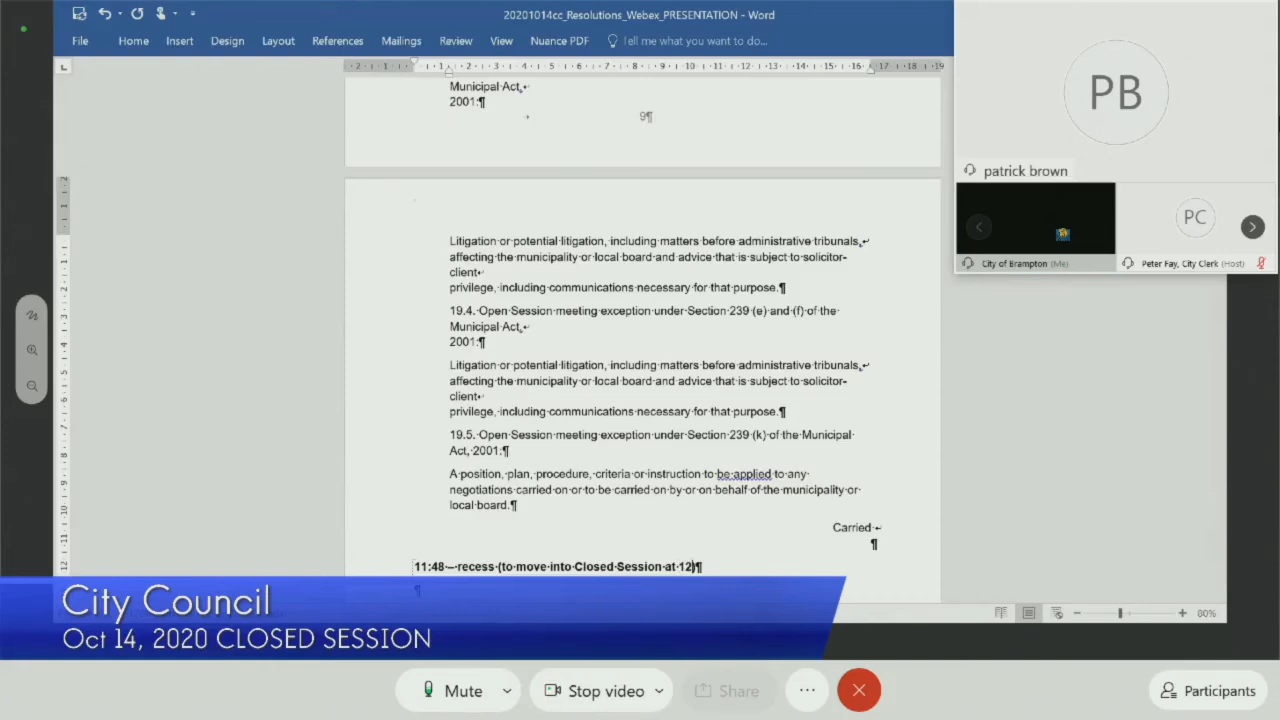 20201014cc_Resolutions_Webex_PRESENTATION - Word
File Home Insert Design Layout References Mailings Review View Nuance PDF Tell me what you want to do...
Municipal Act,
2001:¶
9¶
Litigation or potential litigation, including matters before administrative tribunals,
affecting the municipality or local board and advice that is subject to solicitor-
client
privilege, including communications necessary for that purpose.¶
19.4. Open Session meeting exception under Section 239 (e) and (f) of the
Municipal Act,
2001:¶
Litigation or potential litigation, including matters before administrative tribunals,
affecting the municipality or local board and advice that is subject to solicitor-
client
privilege, including communications necessary for that purpose.¶
19.5. Open Session meeting exception under Section 239 (k) of the Municipal
Act, 2001:¶
A position, plan, procedure, criteria or instruction to be applied to any
negotiations carried on or to be carried on by or on behalf of the municipality or
local board.¶
Carried
¶
11:48 – recess (to move into Closed Session at 12)¶
¶
80%
PB
patrick brown
PC
City of Brampton (Me)
Peter Fay, City Clerk (Host)
City Council
Oct 14, 2020 CLOSED SESSION
Mute
Stop video
Share
Participants